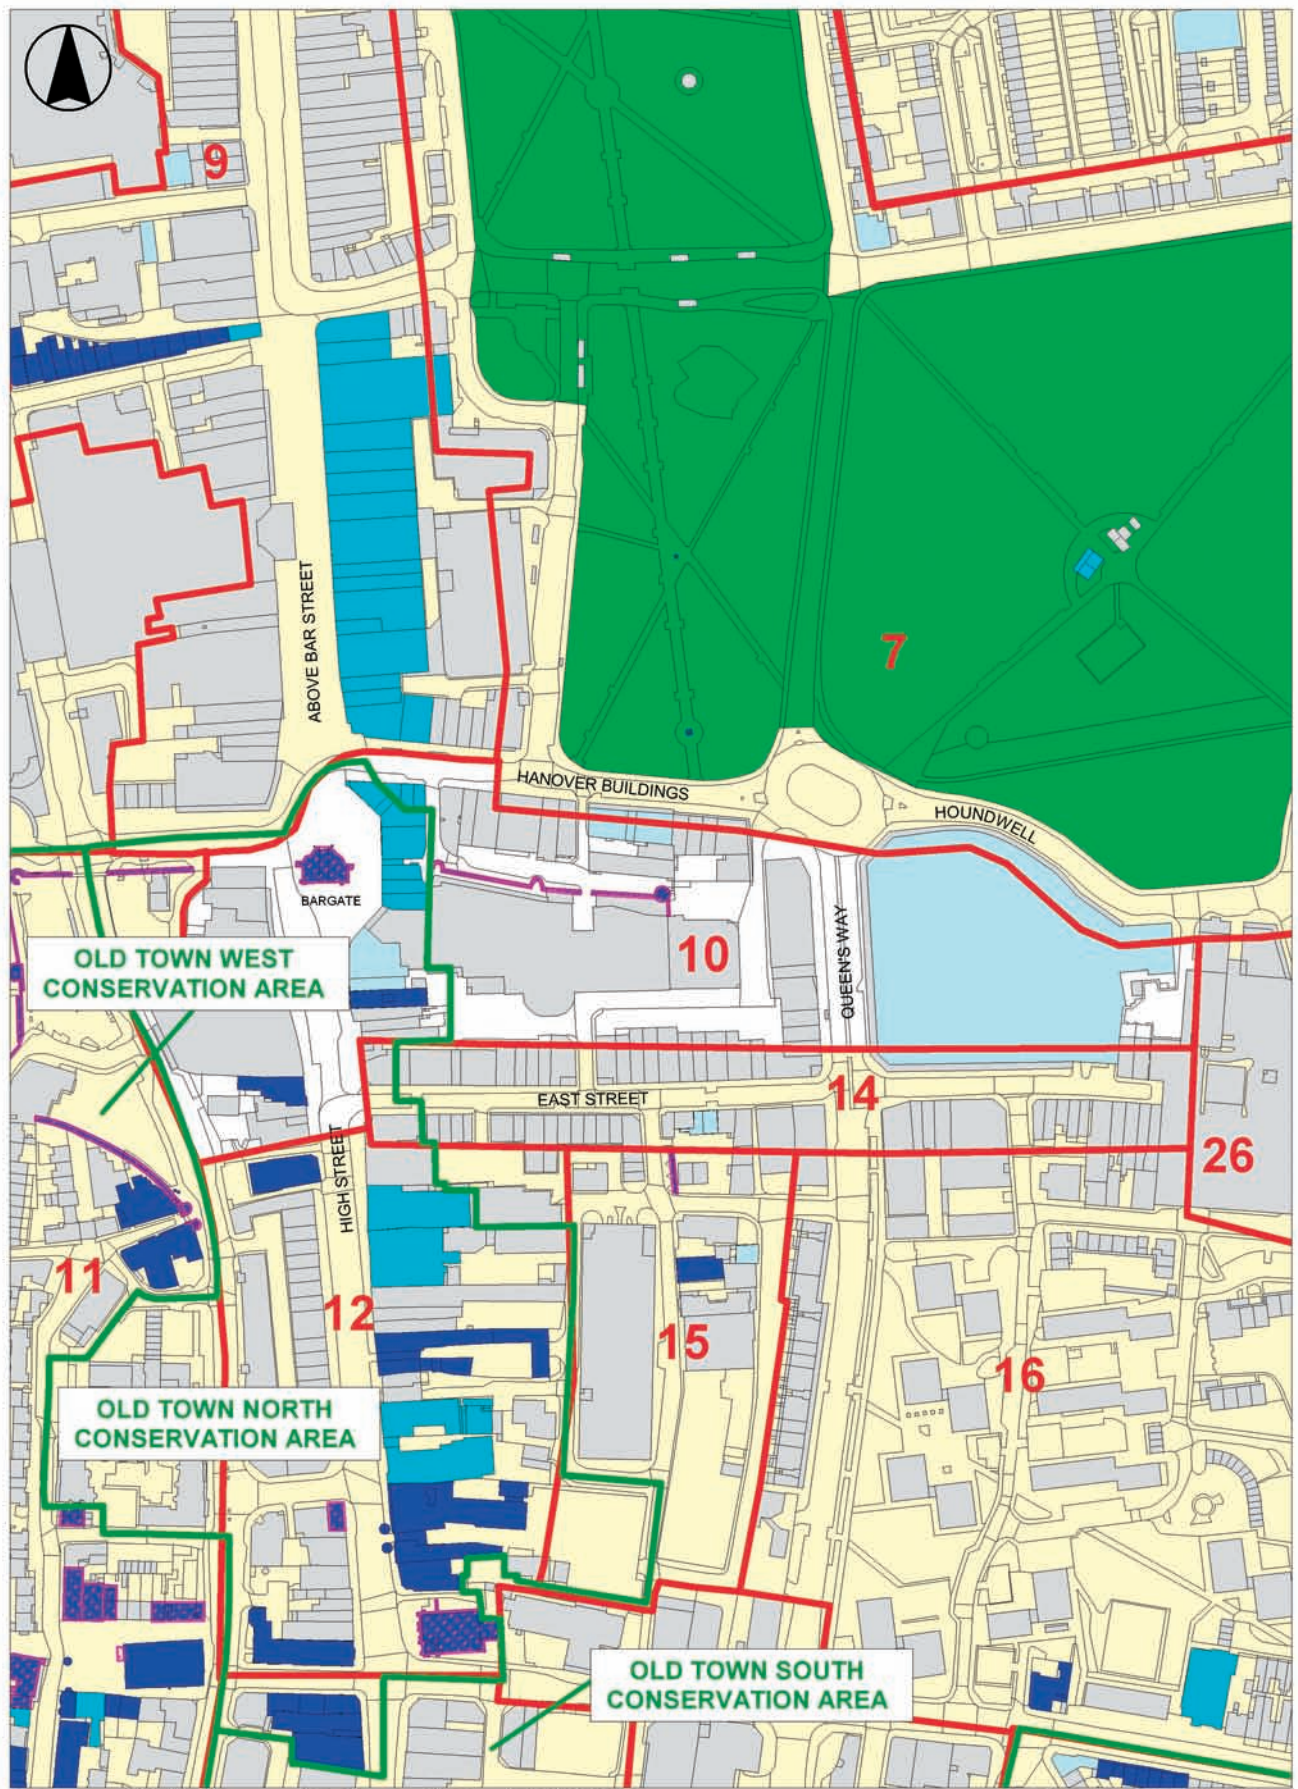 9
ABOVE BAR STREET
7
HANOVER BUILDINGS
HOUNDWELL
BARGATE
10
QUEEN'S WAY
OLD TOWN WEST
CONSERVATION AREA
EAST STREET
14
26
HIGH STREET
11
12
15
16
OLD TOWN NORTH
CONSERVATION AREA
OLD TOWN SOUTH
CONSERVATION AREA